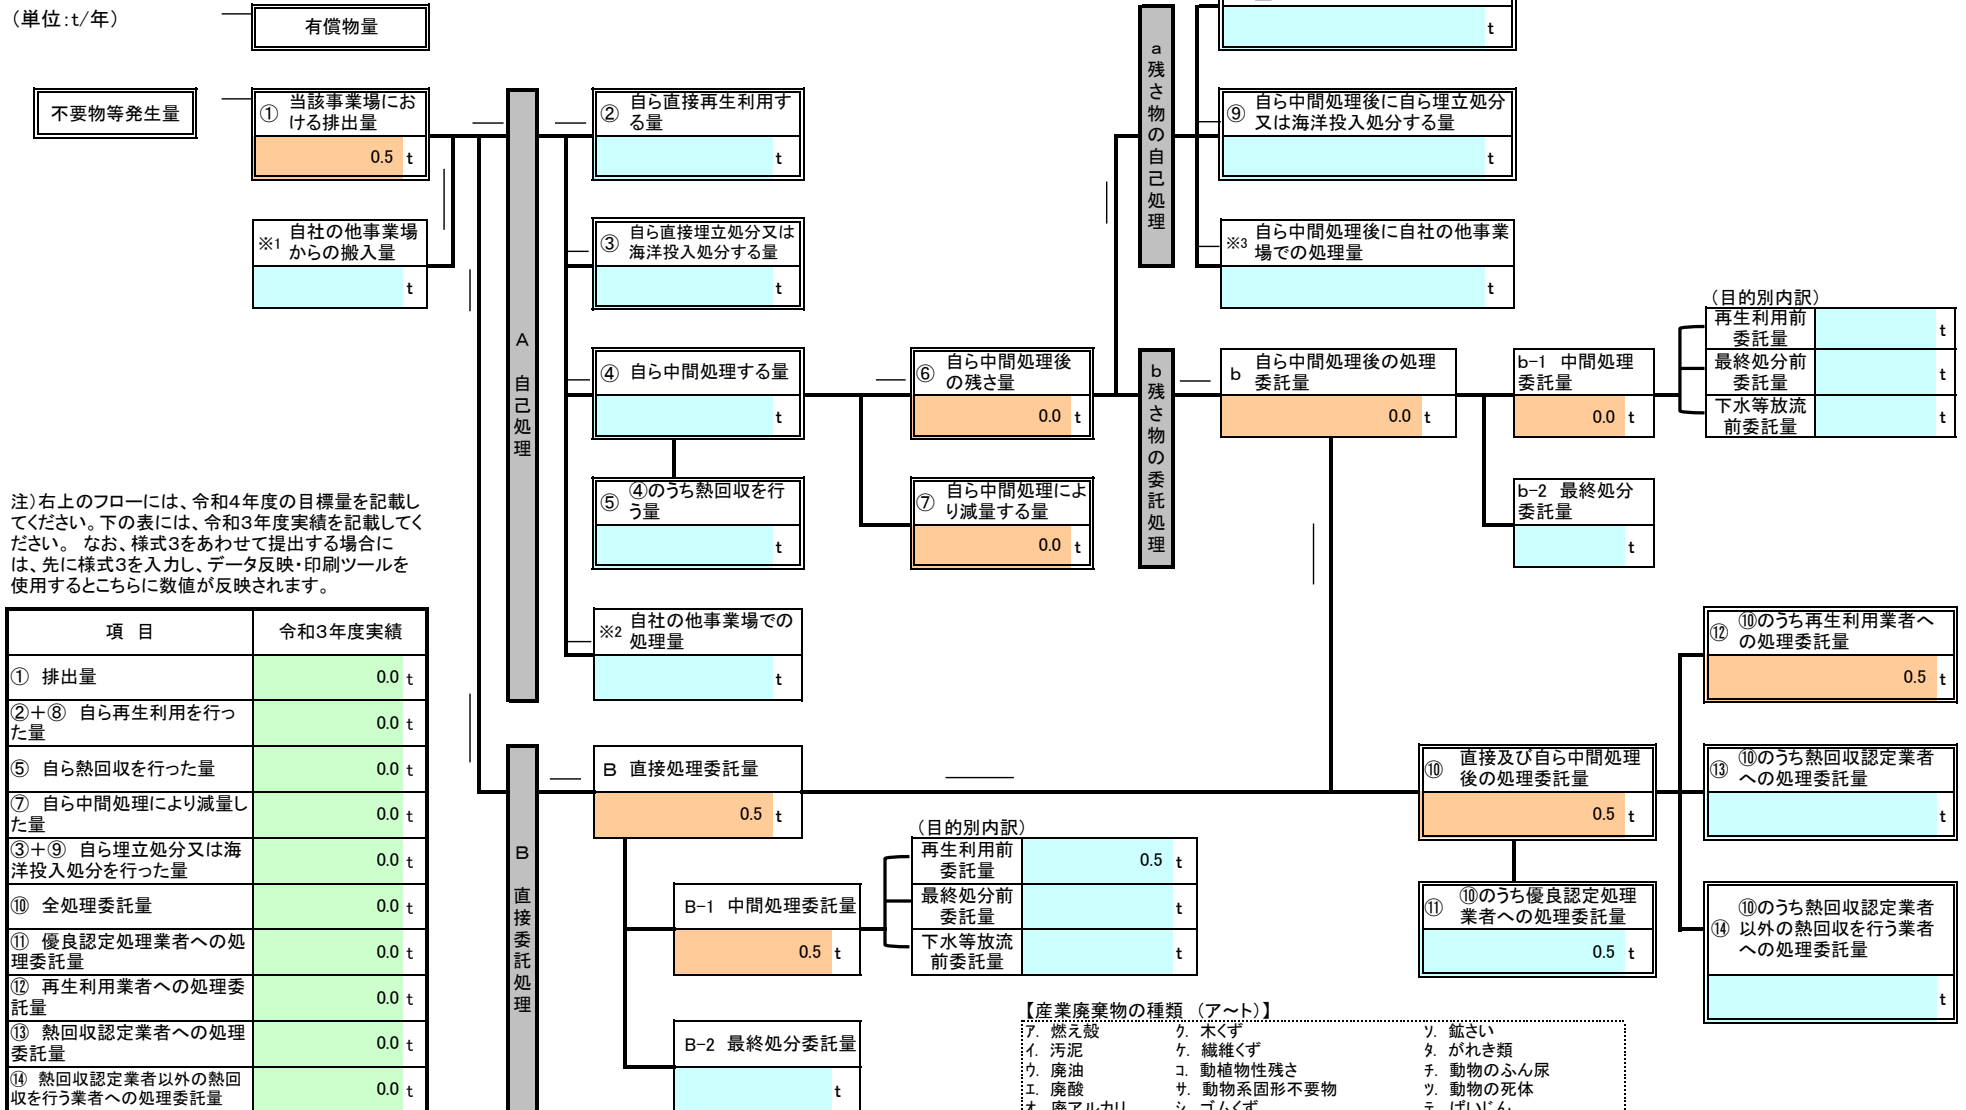 （単位：t／年）
有償物量
t
不要物等発生量
① 当該事業場にお
ける排出量
0.5 t
※1 自社の他事業場
からの搬入量
t
A 自己処理
② 自ら直接再生利用す
る量
t
③ 自ら直接埋立処分又は
海洋投入処分する量
t
④ 自ら中間処理する量
t
⑤ ④のうち熱回収を行
う量
t
※2 自社の他事業場での
処理量
t
⑥ 自ら中間処理後
の残さ量
0.0 t
⑦ 自ら中間処理によ
り減量する量
0.0 t
a 残さ物の自己処理
⑨ 自ら中間処理後に自ら埋立処分
又は海洋投入処分する量
t
※3 自ら中間処理後に自社の他事業
場での処理量
t
b 残さ物の委託処理
b 自ら中間処理後の処理
委託量
0.0 t
b-1 中間処理
委託量
0.0 t
b-2 最終処分
委託量
t
（目的別内訳）
再生利用前
委託量
t
最終処分前
委託量
t
下水等放流
前委託量
t
注）右上のフローには、令和4年度の目標量を記載し
てください。下の表には、令和3年度実績を記載してく
ださい。 なお、様式3をあわせて提出する場合に
は、先に様式3を入力し、データ反映・印刷ツールを
使用するとこちらに数値が反映されます。
項 目 令和3年度実績
① 排出量 0.0 t
②＋⑧ 自ら再生利用を行っ
た量
0.0 t
⑤ 自ら熱回収を行った量 0.0 t
⑦ 自ら中間処理により減量し
た量
0.0 t
③＋⑨ 自ら埋立処分又は海
洋投入処分を行った量
0.0 t
⑩ 全処理委託量 0.0 t
⑪ 優良認定処理業者への処
理委託量
0.0 t
⑫ 再生利用業者への処理委
託量
0.0 t
⑬ 熱回収認定業者への処理
委託量
0.0 t
⑭ 熱回収認定業者以外の熱回
収を行う業者への処理委託量
0.0 t
B 直接委託処理
B 直接処理委託量
0.5 t
B-1 中間処理委託量
0.5 t
B-2 最終処分委託量
t
（目的別内訳）
再生利用前
委託量
0.5 t
最終処分前
委託量
t
下水等放流
前委託量
t
⑩ 直接及び自ら中間処理
後の処理委託量
0.5 t
⑪ ⑩のうち優良認定処理
業者への処理委託量
0.5 t
⑫ ⑩のうち再生利用業者へ
の処理委託量
0.5 t
⑬ ⑩のうち熱回収認定業者
への処理委託量
t
⑭ ⑩のうち熱回収認定業者
以外の熱回収を行う業者
への処理委託量
t
【産業廃棄物の種類 （ア～ト）】
ア. 燃え殻 ク. 木くず ソ. 鉱さい
イ. 汚泥 ケ. 繊維くず タ. がれき類
ウ. 廃油 コ. 動植物性残さ チ. 動物のふん尿
エ. 廃酸 サ. 動物系固形不要物 ツ. 動物の死体
オ. 廃アルカリ シ. ゴムくず テ. ばいじん